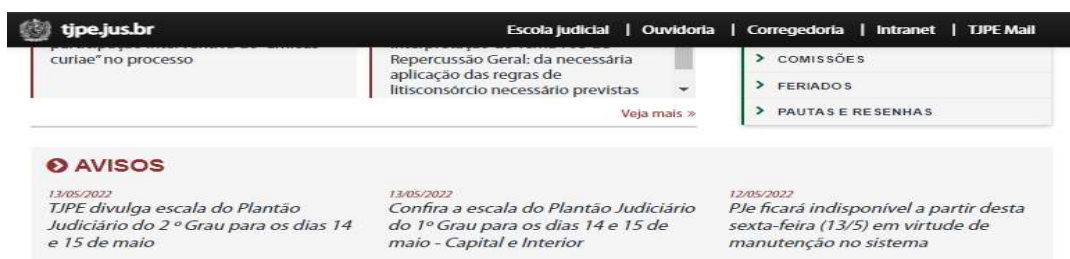 tjpe.jus.br
Escola judicial | Ouvidoria | Corregedoria | Intranet | TJPE Mail
curiae" no processo
Repercussão Geral: da necessária
aplicação das regras de
litisconsórcio necessário previstas
Veja mais »
> COMISSÕES
> FERIADOS
> PAUTAS E RESENHAS
AVISOS
13/05/2022
TJPE divulga escala do Plantão
Judiciário do 2 º Grau para os dias 14
e 15 de maio
13/05/2022
Confira a escala do Plantão Judiciário
do 1º Grau para os dias 14 e 15 de
maio - Capital e Interior
12/05/2022
PJe ficará indisponível a partir desta
sexta-feira (13/5) em virtude de
manutenção no sistema